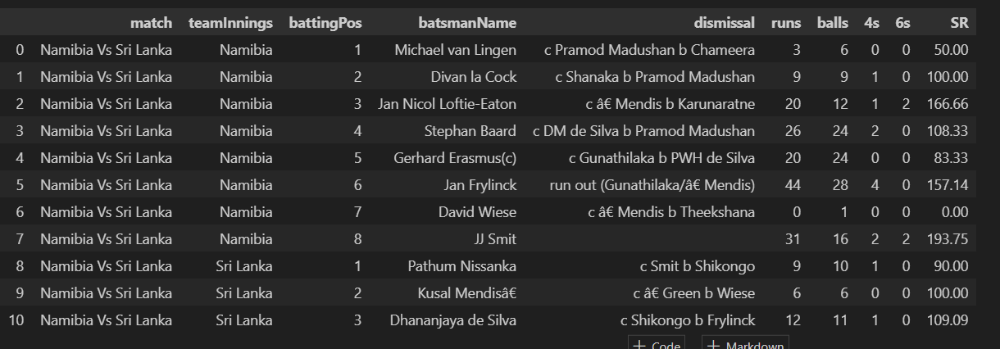 match teamInnings battingPos batsmanName dismissal runs balls 4s 6s SR
0 Namibia Vs Sri Lanka Namibia 1 Michael van Lingen c Pramod Madushan b Chameera 3 6 0 0 50.00
1 Namibia Vs Sri Lanka Namibia 2 Divan la Cock c Shanaka b Pramod Madushan 9 9 1 0 100.00
2 Namibia Vs Sri Lanka Namibia 3 Jan Nicol Loftie-Eaton c â€ Mendis b Karunaratne 20 12 1 2 166.66
3 Namibia Vs Sri Lanka Namibia 4 Stephan Baard c DM de Silva b Pramod Madushan 26 24 2 0 108.33
4 Namibia Vs Sri Lanka Namibia 5 Gerhard Erasmus(c) c Gunathilaka b PWH de Silva 20 24 0 0 83.33
5 Namibia Vs Sri Lanka Namibia 6 Jan Frylinck run out (Gunathilaka/â€ Mendis) 44 28 4 0 157.14
6 Namibia Vs Sri Lanka Namibia 7 David Wiese c â€ Mendis b Theekshana 0 1 0 0 0.00
7 Namibia Vs Sri Lanka Namibia 8 JJ Smit 31 16 2 2 193.75
8 Namibia Vs Sri Lanka Sri Lanka 1 Pathum Nissanka c Smit b Shikongo 9 10 1 0 90.00
9 Namibia Vs Sri Lanka Sri Lanka 2 Kusal Mendisâ€ c â€ Green b Wiese 6 6 0 0 100.00
10 Namibia Vs Sri Lanka Sri Lanka 3 Dhananjaya de Silva c Shikongo b Frylinck 12 11 1 0 109.09
+ Code + Markdown